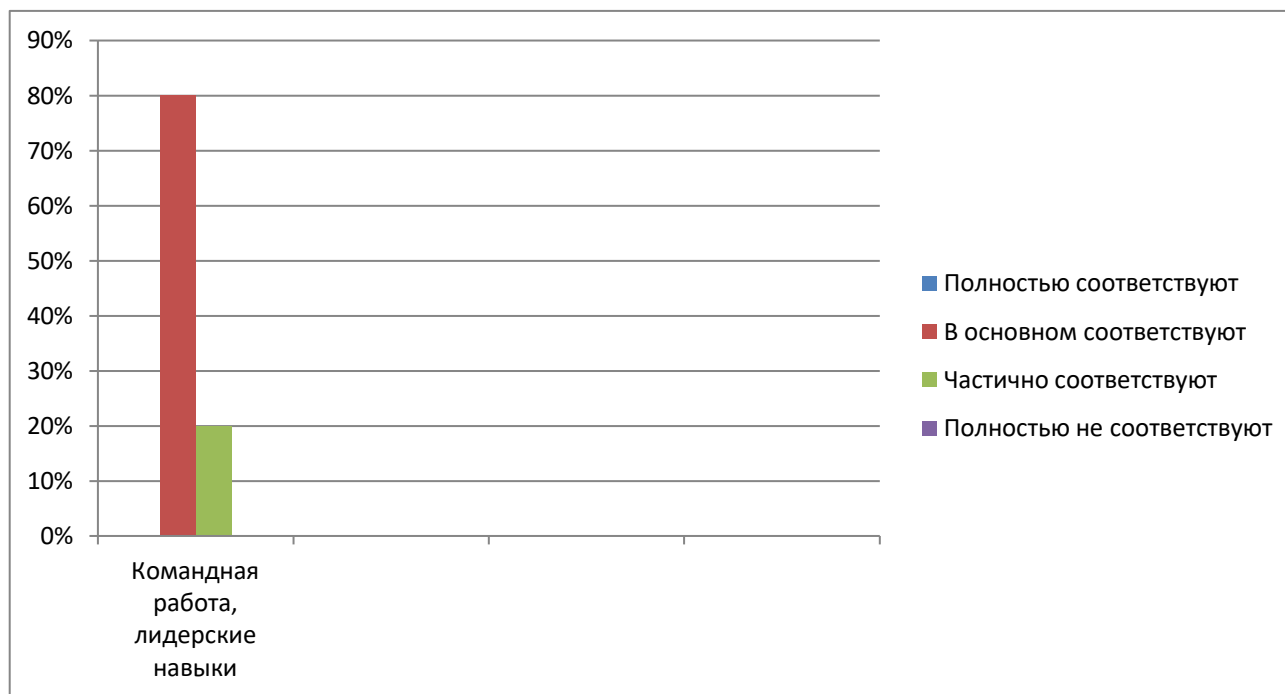 90%
80%
70%
60%
50%
40%
30%
20%
10%
0%
Командная
работа,
лидерские
навыки
Полностью соответствуют
В основном соответствуют
Частично соответствуют
Полностью не соответствуют